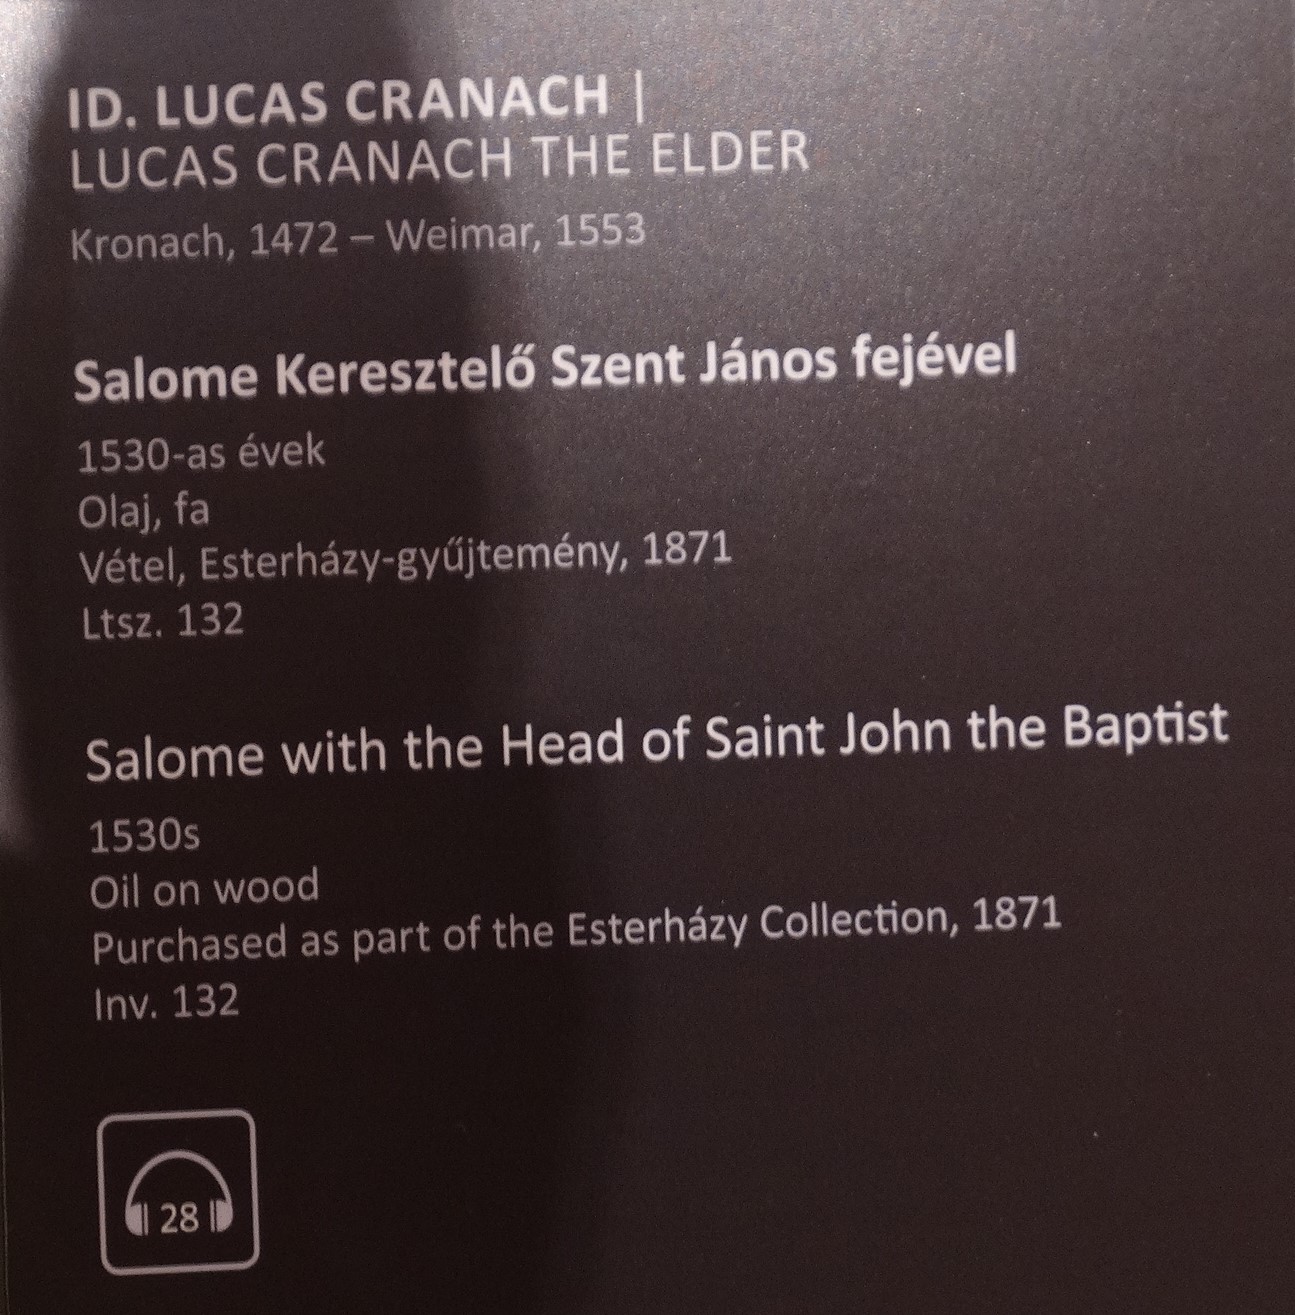 ID. LUCAS CRANACH |
LUCAS CRANACH THE ELDER
Kronach, 1472 – Weimar, 1553
Salome Keresztelő Szent János fejével
1530-as évek
Olaj, fa
Vétel, Esterházy-gyűjtemény, 1871
Ltsz. 132
Salome with the Head of Saint John the Baptist
1530s
Oil on wood
Purchased as part of the Esterházy Collection, 1871
Inv. 132
28